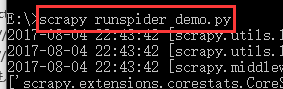 E:\>scrapy runspider demo.py
2017-08-04 22:43:42 [scrapy.utils.l
2017-08-04 22:43:42 [scrapy.utils.l
2017-08-04 22:43:42 [scrapy.middlew
['scrapy.extensions.corestats.CoreS